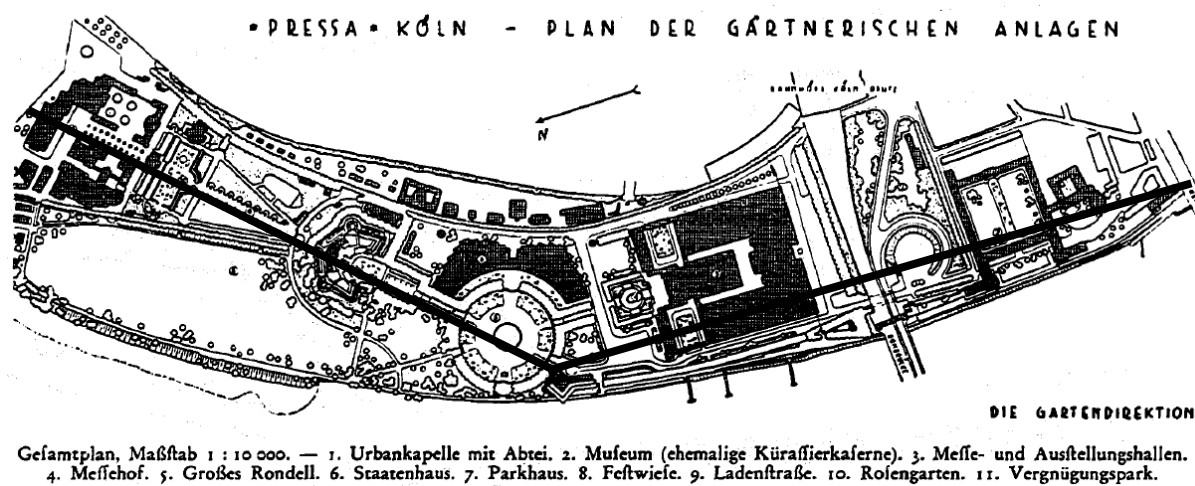 *PRESSA* KÖLN - PLAN DER GÄRTNERISCHEN ANLAGEN
N
DIE GARTENDIREKTION
Geſamtplan, Maßſtab 1 : 10 000. — 1. Urbankapelle mit Abtei. 2. Muſeum (ehemalige Küraſſierkaſerne). 3. Meſſe- und Ausſtellungshallen.
4. Meſſehof. 5. Großes Rondell. 6. Staatenhaus. 7. Parkhaus. 8. Feſtwieſe. 9. Ladenſtraße. 10. Roſengarten. 11. Vergnügungspark.